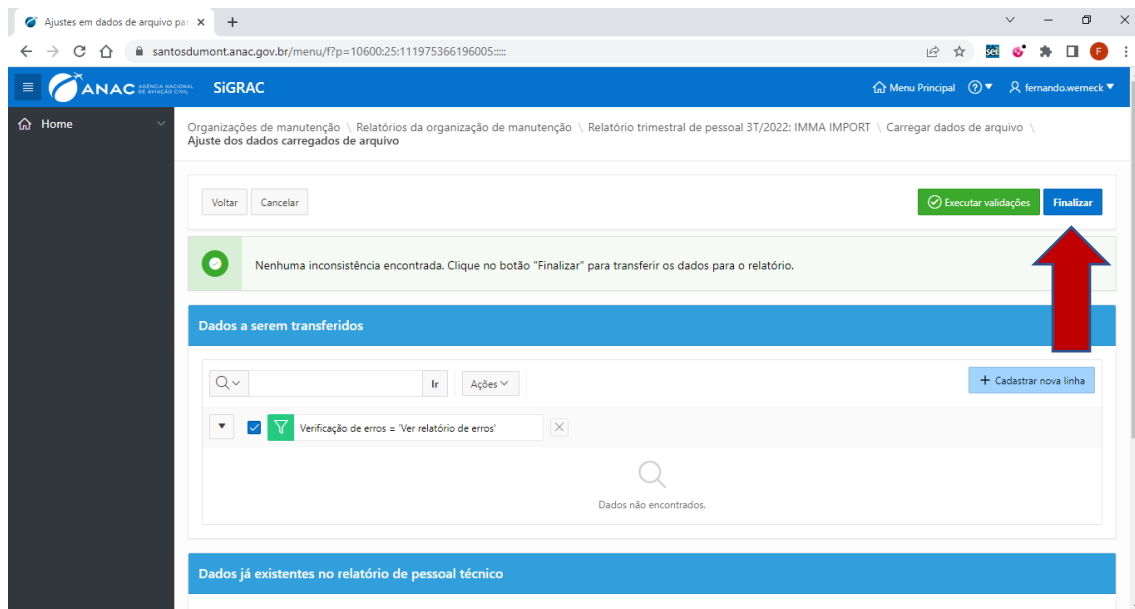 Ajustes em dados de arquivo par
santosdumont.anac.gov.br/menu/f?p=10600:25:111975366196005:::::
sei
F
ANAC AGÊNCIA NACIONAL DE AVIAÇÃO CIVIL
SiGRAC
Menu Principal
fernando.werneck
Home
Organizações de manutenção \ Relatórios da organização de manutenção \ Relatório trimestral de pessoal 3T/2022: IMMA IMPORT \ Carregar dados de arquivo \
Ajuste dos dados carregados de arquivo
Voltar Cancelar Executar validações Finalizar
Nenhuma inconsistência encontrada. Clique no botão "Finalizar" para transferir os dados para o relatório.
Dados a serem transferidos
Ir Ações + Cadastrar nova linha
Verificação de erros = 'Ver relatório de erros'
Dados não encontrados.
Dados já existentes no relatório de pessoal técnico